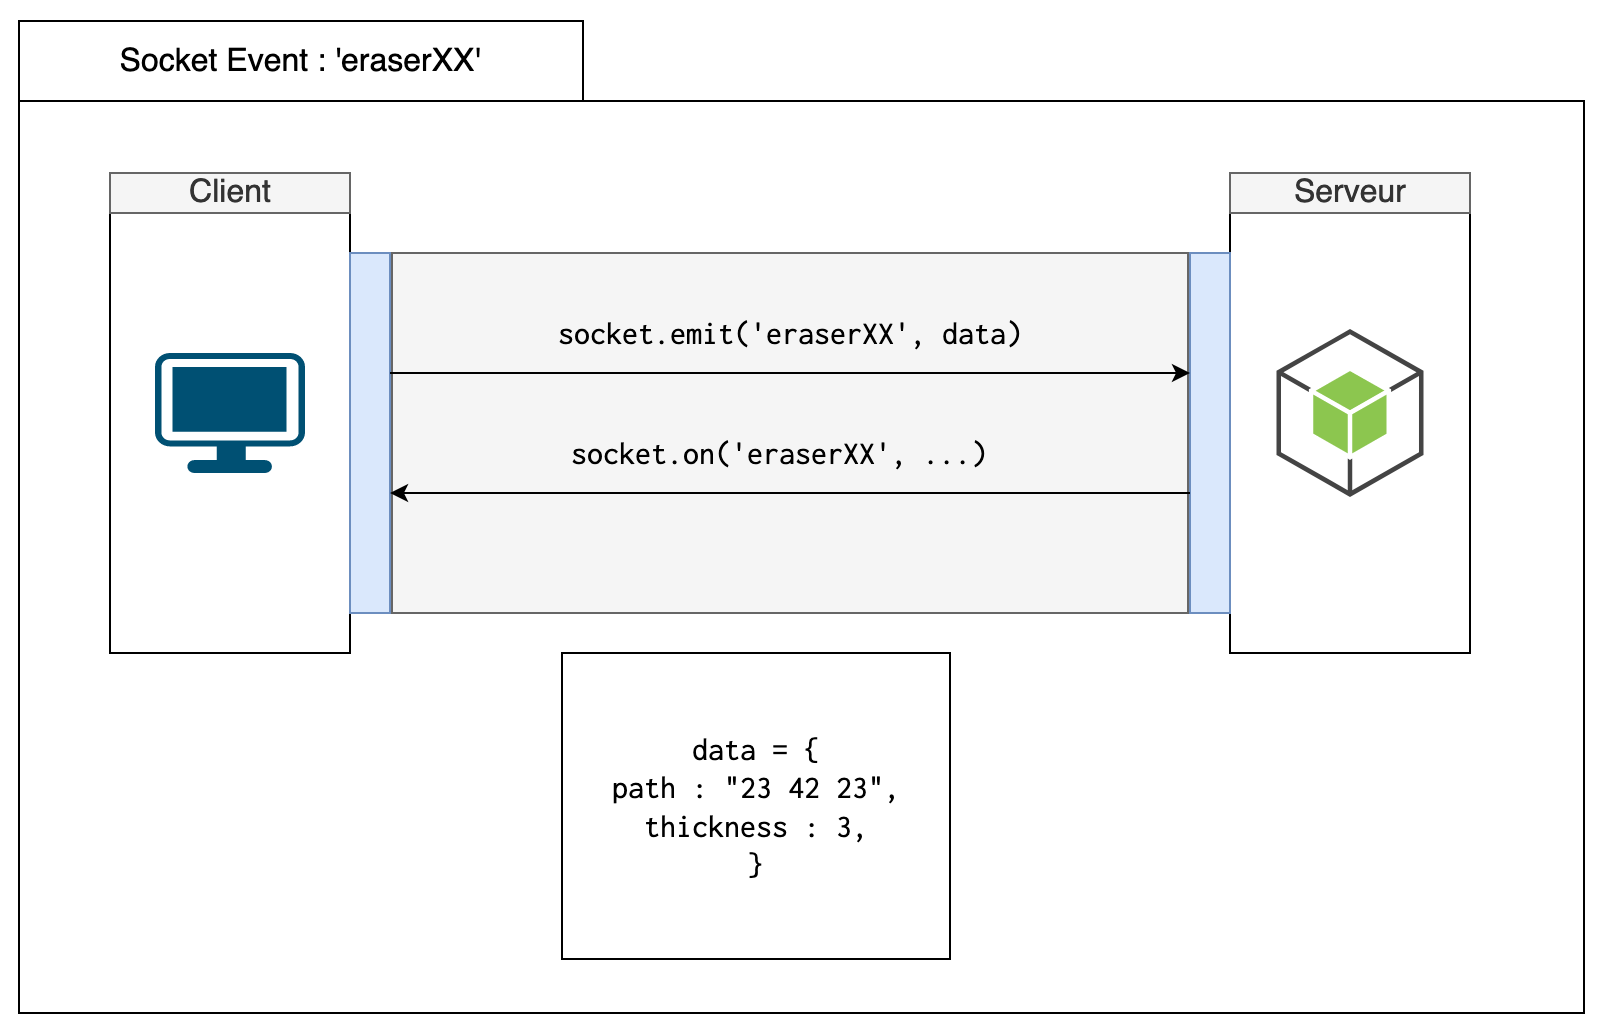 Socket Event : 'eraserXX'
Client
Serveur
socket.emit('eraserXX', data)
socket.on('eraserXX', ...)
data = {
path : "23 42 23",
thickness : 3,
}